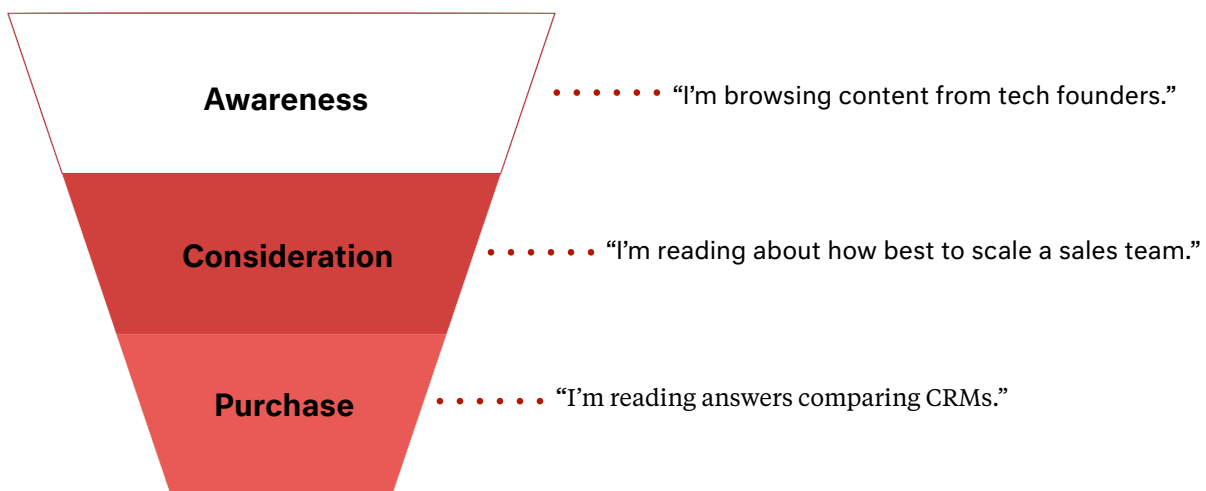 Awareness
“I’m browsing content from tech founders.”
Consideration
“I’m reading about how best to scale a sales team.”
Purchase
“I’m reading answers comparing CRMs.”